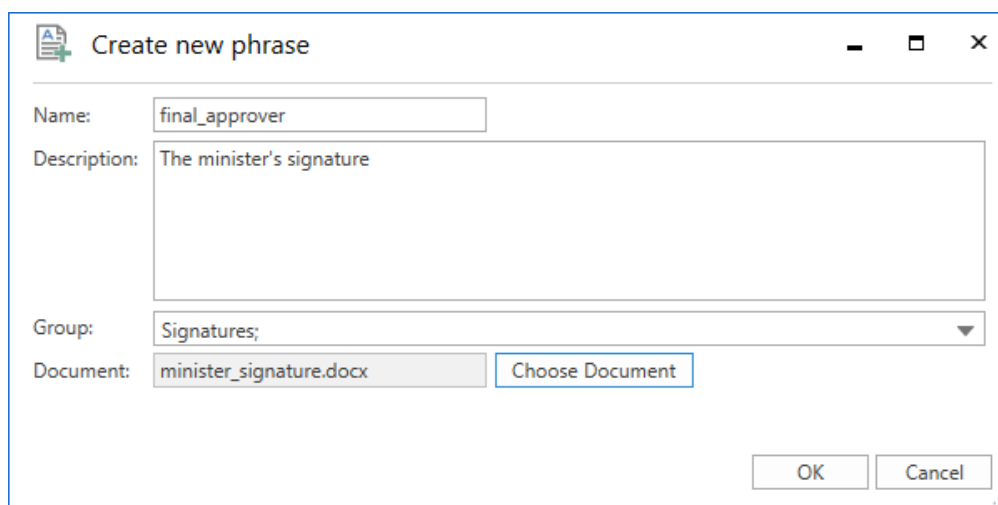 Create new phrase
Name: final_approver
Description: The minister's signature
Group: Signatures;
Document: minister_signature.docx Choose Document
OK Cancel